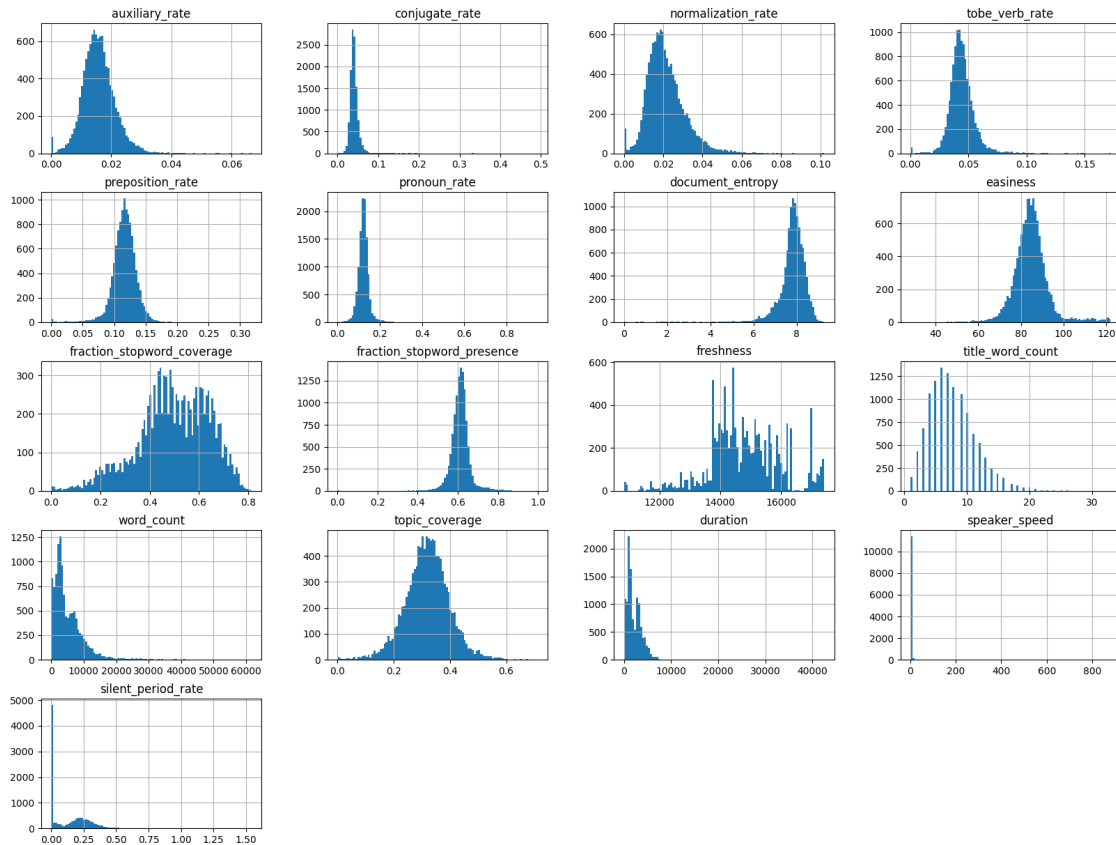 auxiliary_rate
600
400
200
0
0.00 0.02 0.04 0.06
conjugate_rate
2500
2000
1500
1000
500
0
0.0 0.1 0.2 0.3 0.4 0.5
normalization_rate
600
400
200
0
0.00 0.02 0.04 0.06 0.08 0.10
tobe_verb_rate
1000
800
600
400
200
0
0.00 0.05 0.10 0.15
preposition_rate
1000
800
600
400
200
0
0.00 0.05 0.10 0.15 0.20 0.25 0.30
pronoun_rate
2000
1500
1000
500
0
0.0 0.2 0.4 0.6 0.8
document_entropy
1000
800
600
400
200
0
0 2 4 6 8
easiness
600
400
200
0
40 60 80 100 120
fraction_stopword_coverage
300
200
100
0
0.0 0.2 0.4 0.6 0.8
fraction_stopword_presence
1250
1000
750
500
250
0
0.0 0.2 0.4 0.6 0.8 1.0
freshness
600
400
200
0
12000 14000 16000
title_word_count
1250
1000
750
500
250
0
0 10 20 30
word_count
1250
1000
750
500
250
0
0 10000 20000 30000 40000 50000 60000
topic_coverage
400
300
200
100
0
0.0 0.2 0.4 0.6
duration
2000
1500
1000
500
0
0 10000 20000 30000 40000
speaker_speed
10000
8000
6000
4000
2000
0
0 200 400 600 800
silent_period_rate
5000
4000
3000
2000
1000
0
0.00 0.25 0.50 0.75 1.00 1.25 1.50